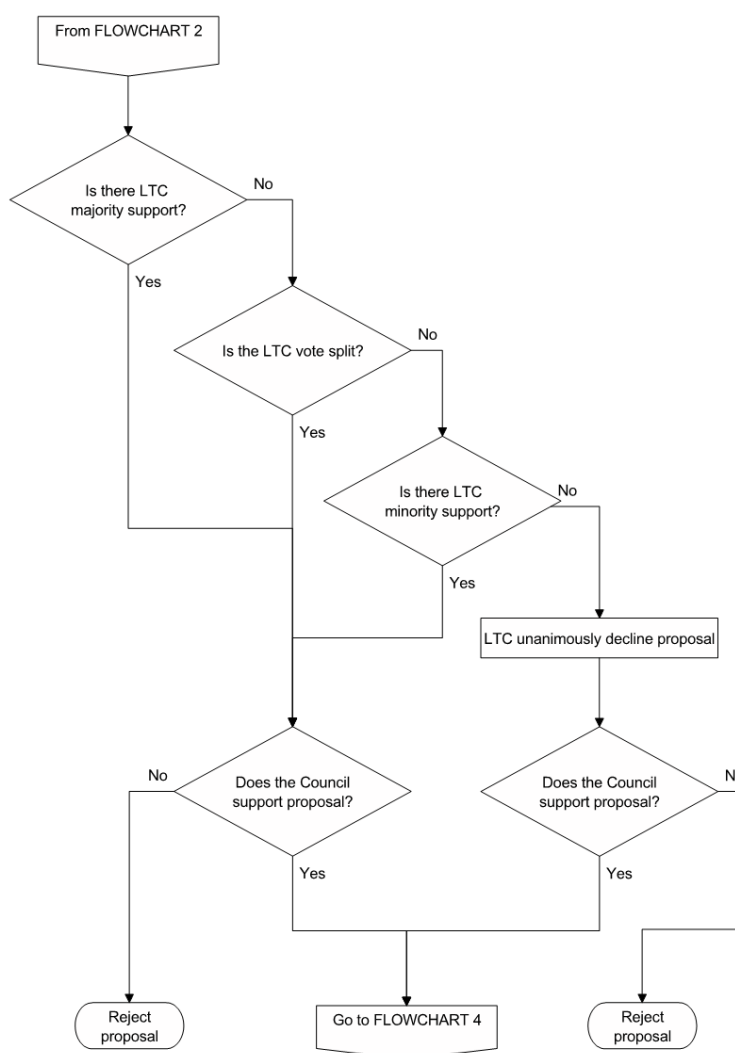 From FLOWCHART 2
Is there LTC
majority support?
No
Yes
Is the LTC vote split?
No
Yes
Is there LTC
minority support?
No
Yes
LTC unanimously decline proposal
No
Does the Council
support proposal?
Yes
Does the Council
support proposal?
Yes
Reject
proposal
Go to FLOWCHART 4
Reject
proposal